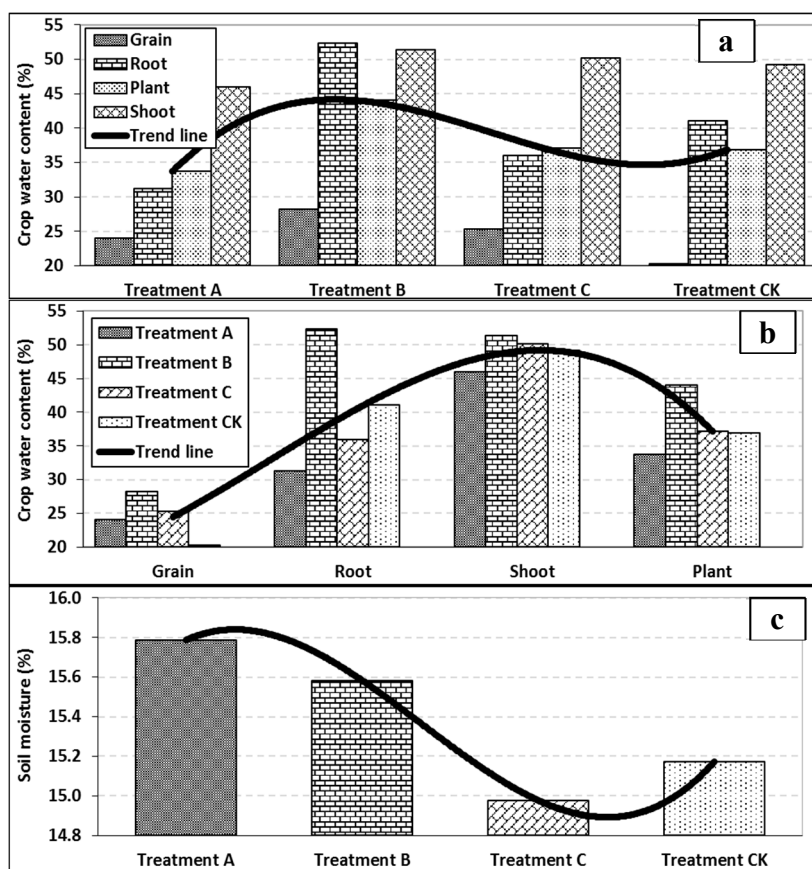 a
Crop water content (%)
55
50
45
40
35
30
25
20
Grain
Root
Plant
Shoot
Trend line
Treatment A Treatment B Treatment C Treatment CK
b
Crop water content (%)
55
50
45
40
35
30
25
20
Treatment A
Treatment B
Treatment C
Treatment CK
Trend line
Grain Root Shoot Plant
c
Soil moisture (%)
16.0
15.8
15.6
15.4
15.2
15.0
14.8
Treatment A Treatment B Treatment C Treatment CK